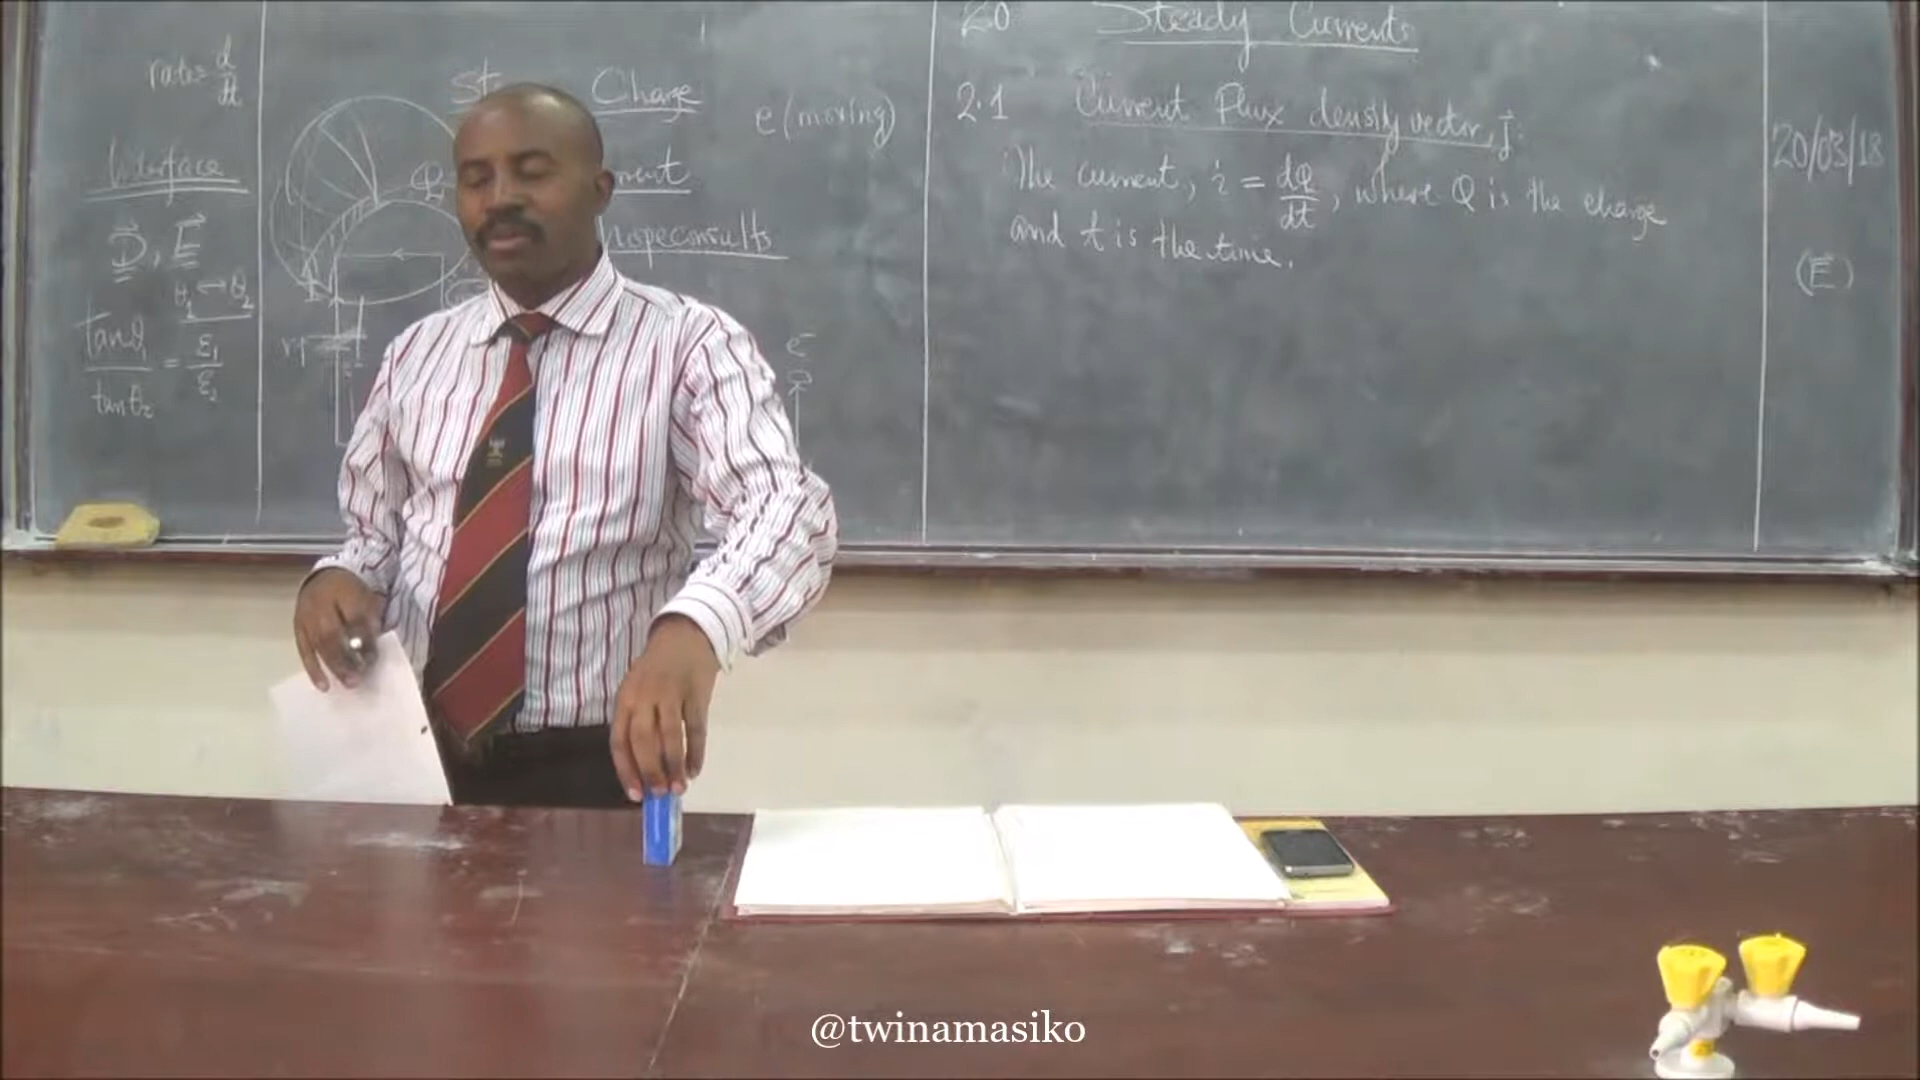 rate = d/dt
Interface
D⃗, E⃗
θ₁ ↔ θ₂
tanθ₁/tanθ₂ = ε₁/ε₂
Charge
e (moving)
Q
e⁻
2.0 Steady Currents
2.1 Current Flux density vector, J⃗:
The current, i = dQ/dt, where Q is the charge
and t is the time.
20/03/18
(E⃗)
@twinamasiko